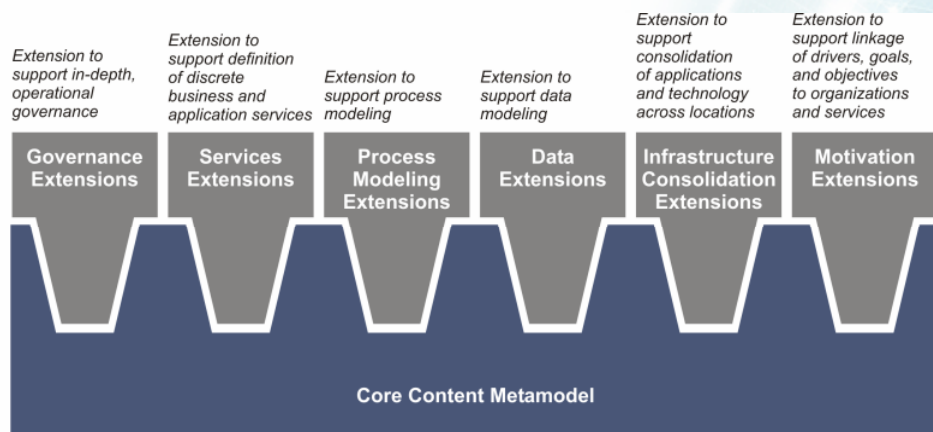 Extension to
support in-depth,
operational
governance
Extension to
support definition
of discrete
business and
application services
Extension to
support process
modeling
Extension to
support data
modeling
Extension to
support
consolidation
of applications
and technology
across locations
Extension to
support linkage
of drivers, goals,
and objectives
to organizations
and services
Governance
Extensions
Services
Extensions
Process
Modeling
Extensions
Data
Extensions
Infrastructure
Consolidation
Extensions
Motivation
Extensions
Core Content Metamodel